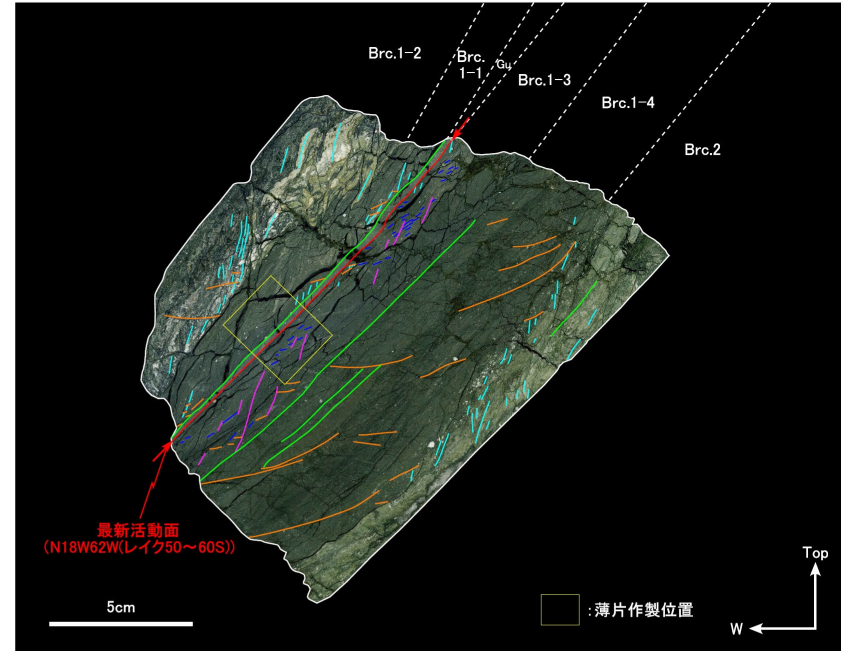 Brc.1-2
Brc.
1-1
Gu
Brc.1-3
Brc.1-4
Brc.2
最新活動面
(N18W62W(レイク50～60S))
5cm
:薄片作製位置
Top
W